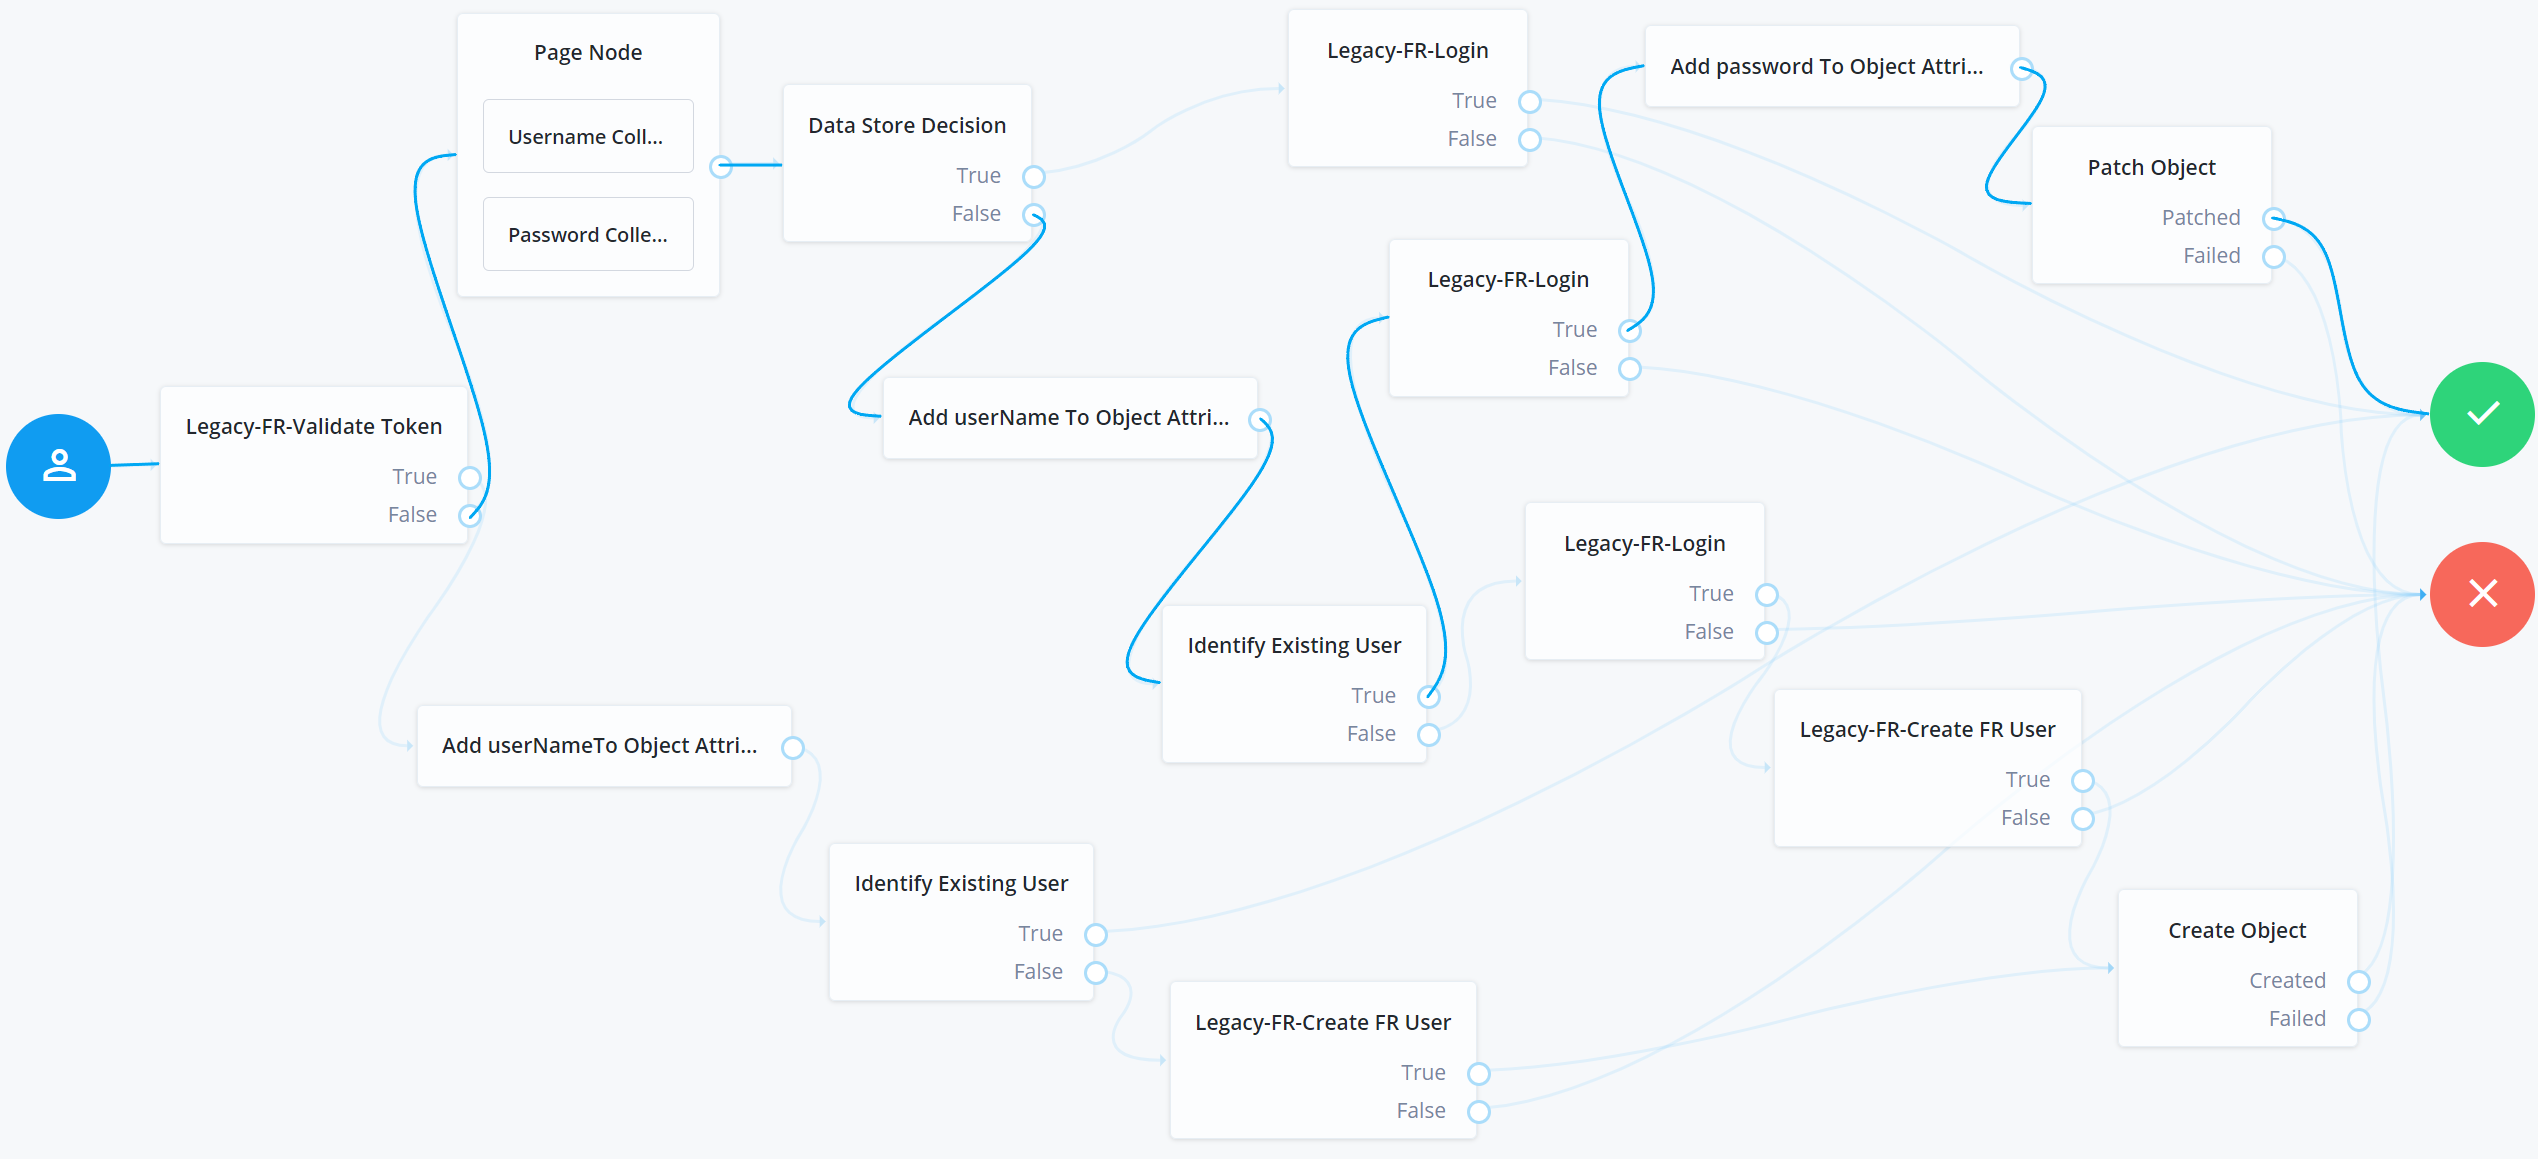 Page Node
Username Coll...
Password Colle...
Data Store Decision
True
False
Legacy-FR-Login
True
False
Add password To Object Attri...
Patch Object
Patched
Failed
Legacy-FR-Login
True
False
Legacy-FR-Validate Token
True
False
Add userName To Object Attri...
Legacy-FR-Login
True
False
Identify Existing User
True
False
Legacy-FR-Create FR User
True
False
Add userNameTo Object Attri...
Identify Existing User
True
False
Create Object
Created
Failed
Legacy-FR-Create FR User
True
False